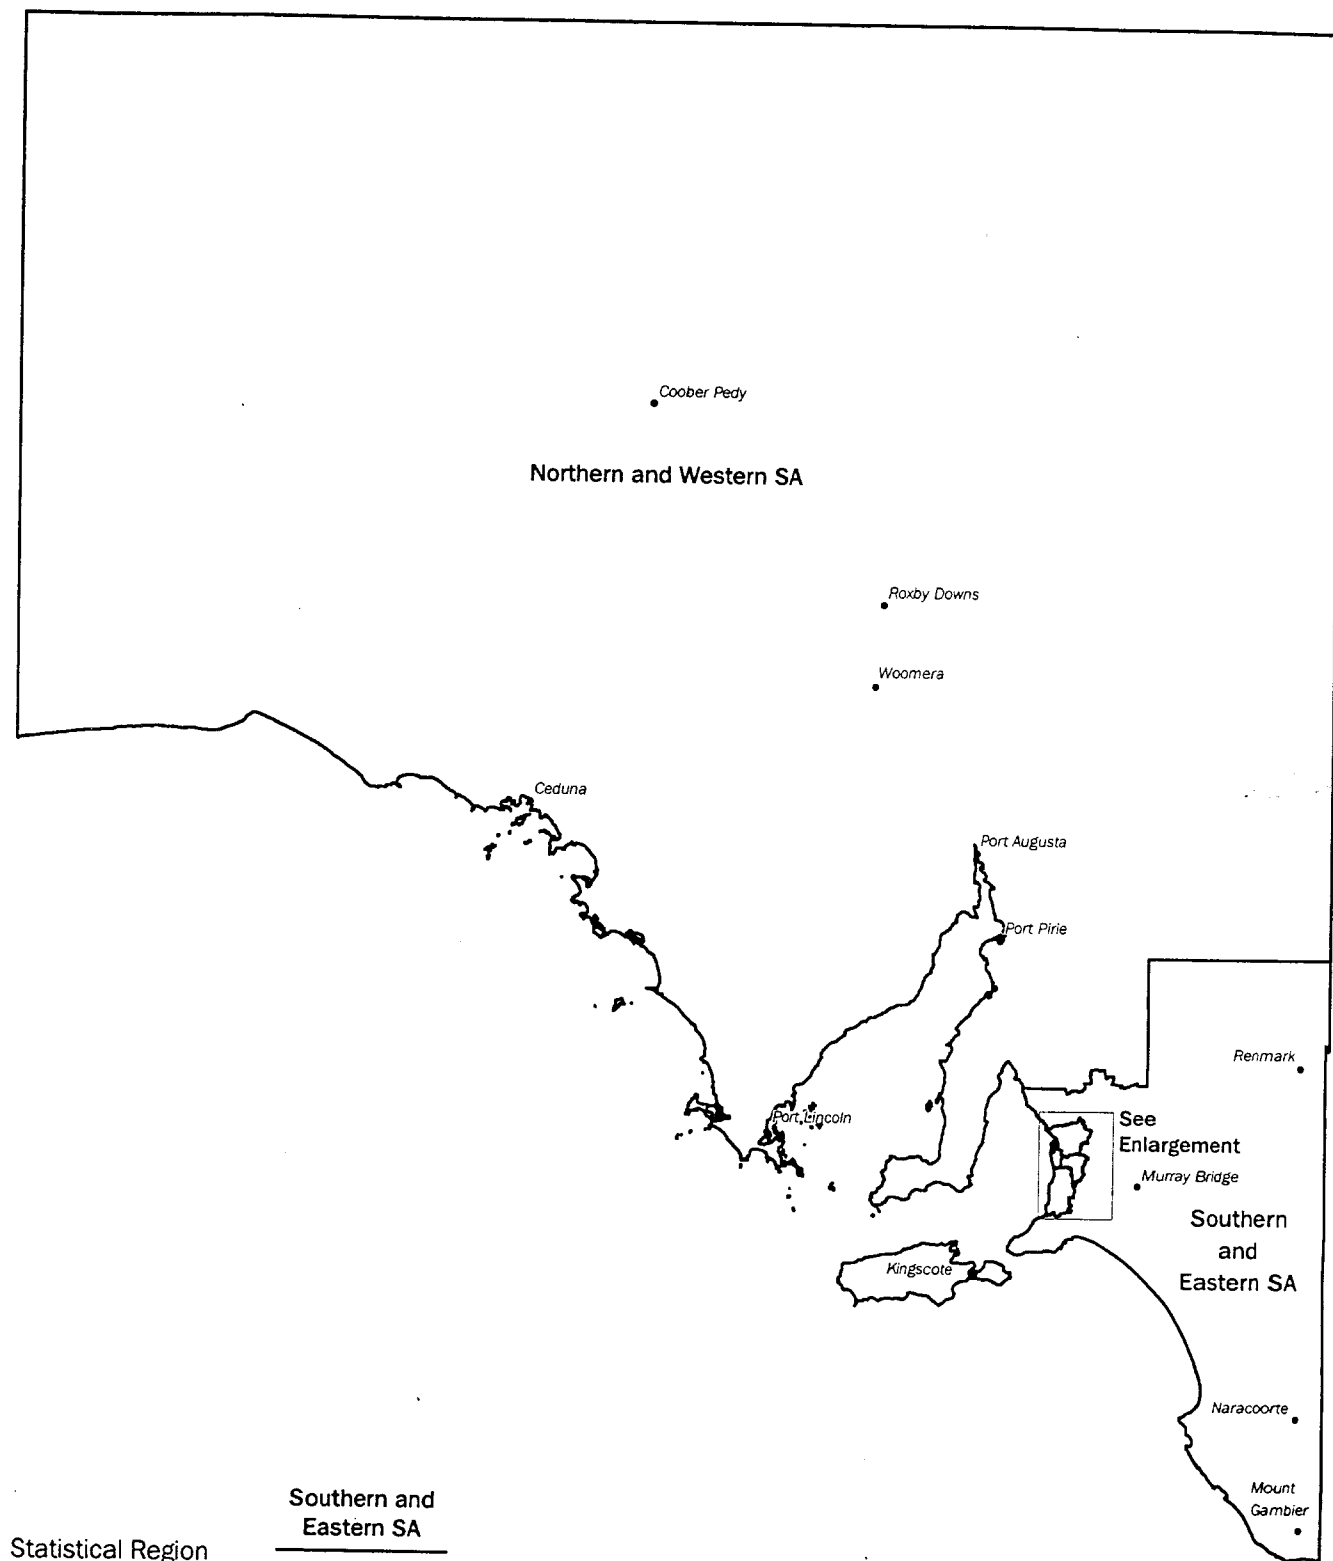 Coober Pedy
Northern and Western SA
Roxby Downs
Woomera
Ceduna
Port Augusta
Port Pirie
Renmark
Port Lincoln
See
Enlargement
Murray Bridge
Southern
and
Eastern SA
Kingscote
Naracoorte
Mount
Gambier
Southern and
Eastern SA
Statistical Region